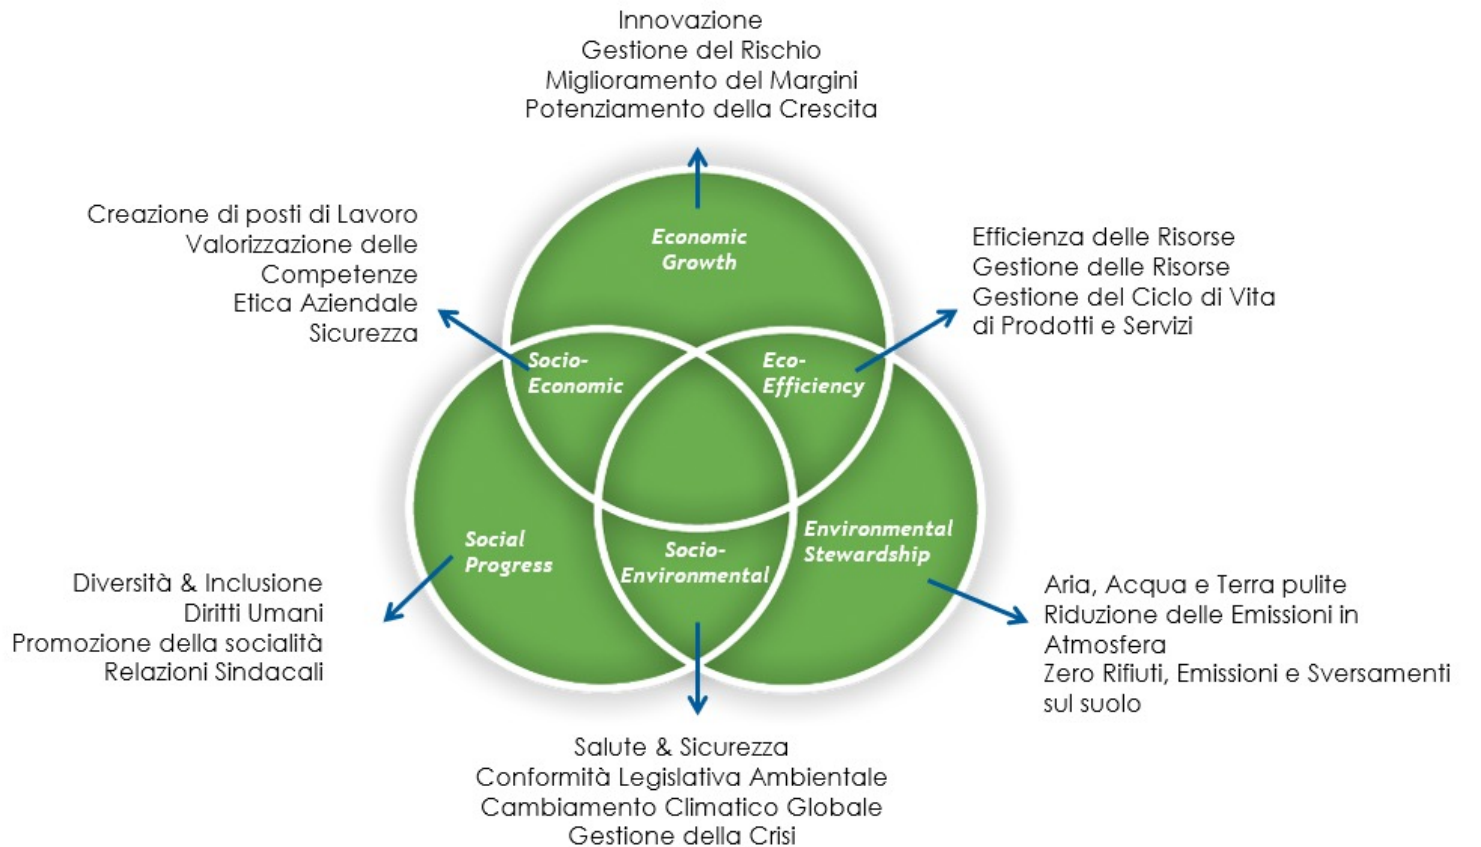 Innovazione
Gestione del Rischio
Miglioramento del Margini
Potenziamento della Crescita
Creazione di posti di Lavoro
Valorizzazione delle
Competenze
Etica Aziendale
Sicurezza
Economic
Growth
Efficienza delle Risorse
Gestione delle Risorse
Gestione del Ciclo di Vita
di Prodotti e Servizi
Socio-
Economic
Eco-
Efficiency
Social
Progress
Socio-
Environmental
Environmental
Stewardship
Diversità & Inclusione
Diritti Umani
Promozione della socialità
Relazioni Sindacali
Aria, Acqua e Terra pulite
Riduzione delle Emissioni in
Atmosfera
Zero Rifiuti, Emissioni e Sversamenti
sul suolo
Salute & Sicurezza
Conformità Legislativa Ambientale
Cambiamento Climatico Globale
Gestione della Crisi